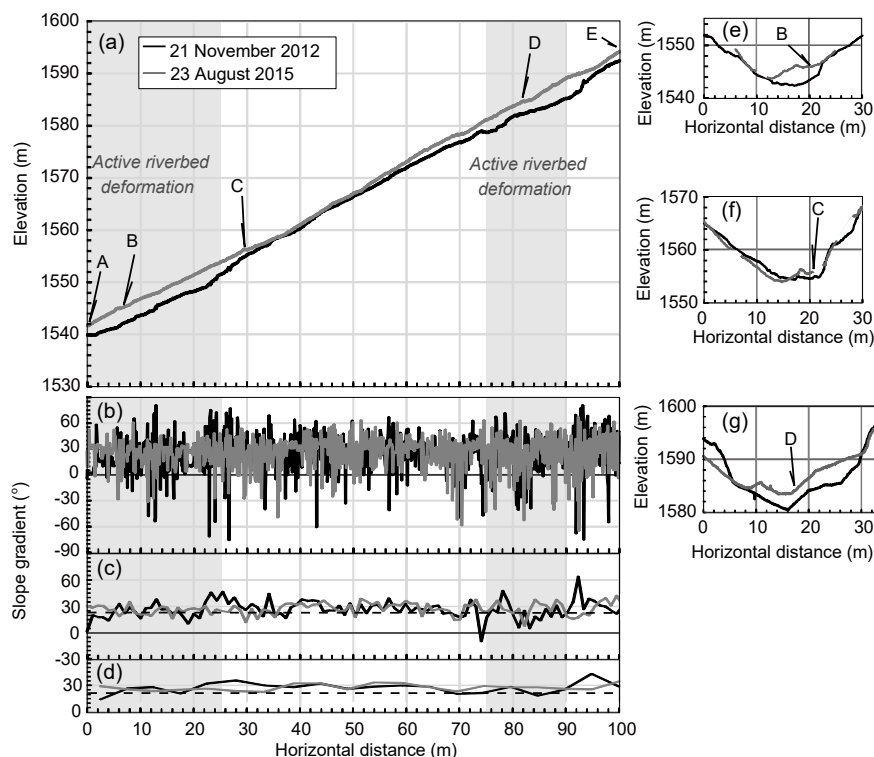 (a)
21 November 2012
23 August 2015
Elevation (m)
1600
1590
1580
1570
1560
1550
1540
1530
Active riverbed
deformation
Active riverbed
deformation
A
B
C
D
E
(b)
60
30
0
-30
-60
-90
Slope gradient (°)
(c)
60
30
0
-30
(d)
30
0
0
10
20
30
40
50
60
70
80
90
100
Horizontal distance (m)
(e)
B
Elevation (m)
1550
1540
0
10
20
30
Horizontal distance (m)
(f)
C
Elevation (m)
1570
1560
1550
0
10
20
30
Horizontal distance (m)
(g)
D
Elevation (m)
1600
1590
1580
0
10
20
30
Horizontal distance (m)